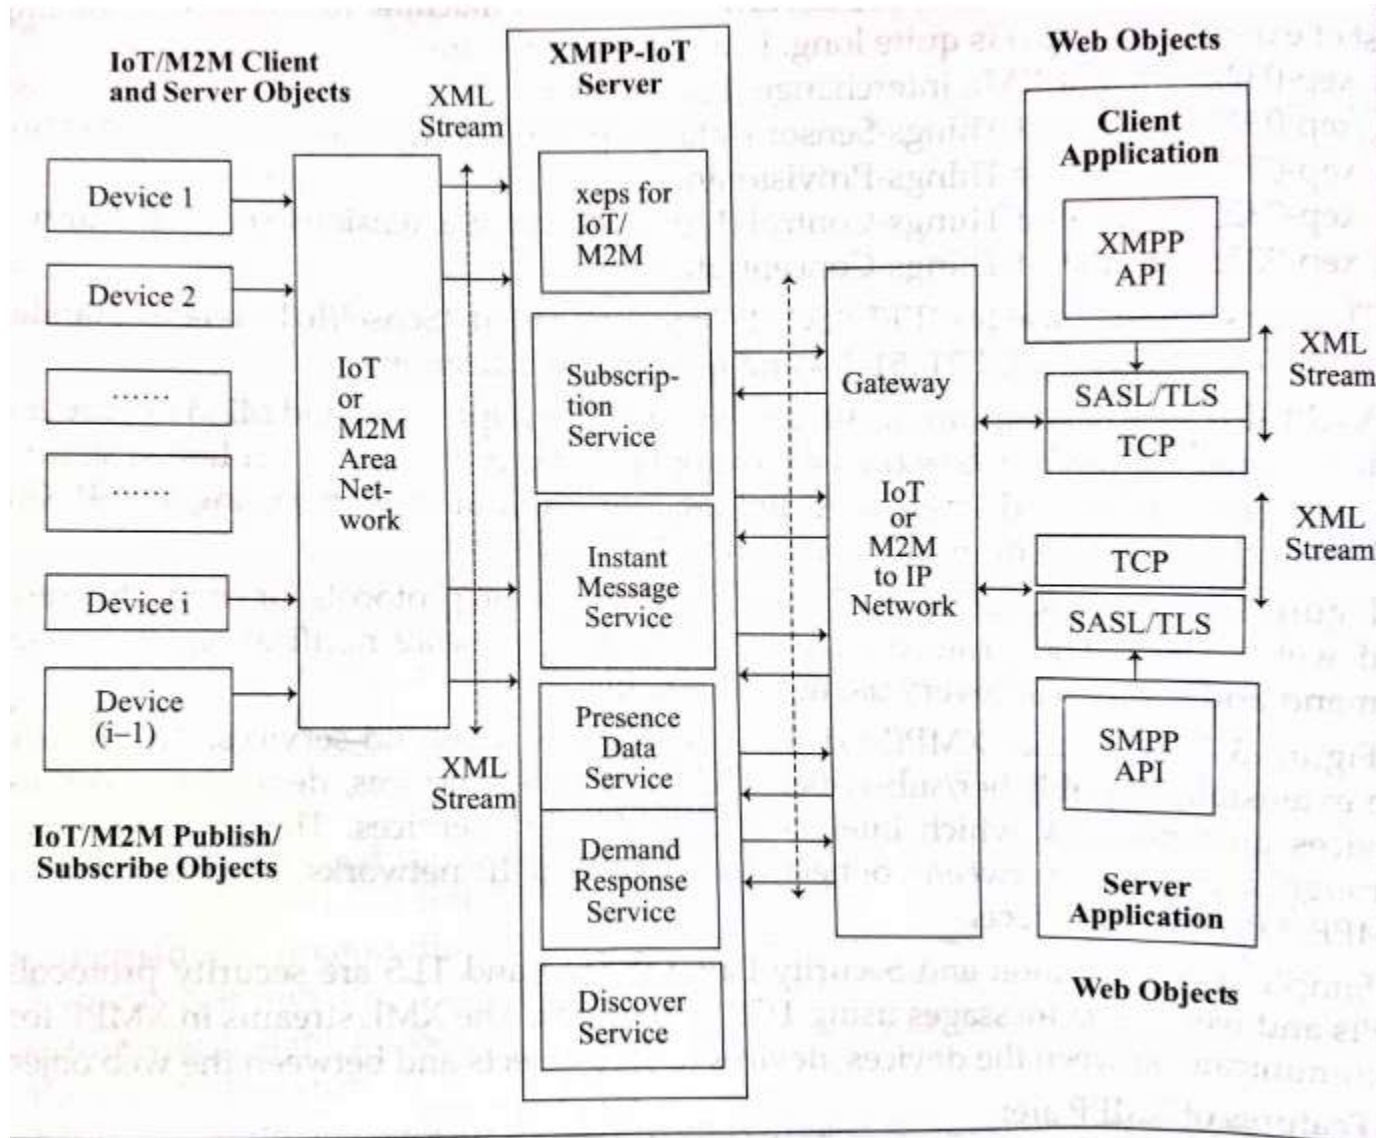 IoT/M2M Client
and Server Objects
Device 1
Device 2
......
......
Device i
Device
(i–1)
IoT/M2M Publish/
Subscribe Objects
IoT
or
M2M
Area
Net-
work
XML
Stream
XML
Stream
XMPP-IoT
Server
xeps for
IoT/
M2M
Subscrip-
tion
Service
Instant
Message
Service
Presence
Data
Service
Demand
Response
Service
Discover
Service
Gateway
IoT
or
M2M
to IP
Network
Web Objects
Client
Application
XMPP
API
SASL/TLS
TCP
XML
Stream
XML
Stream
TCP
SASL/TLS
SMPP
API
Server
Application
Web Objects